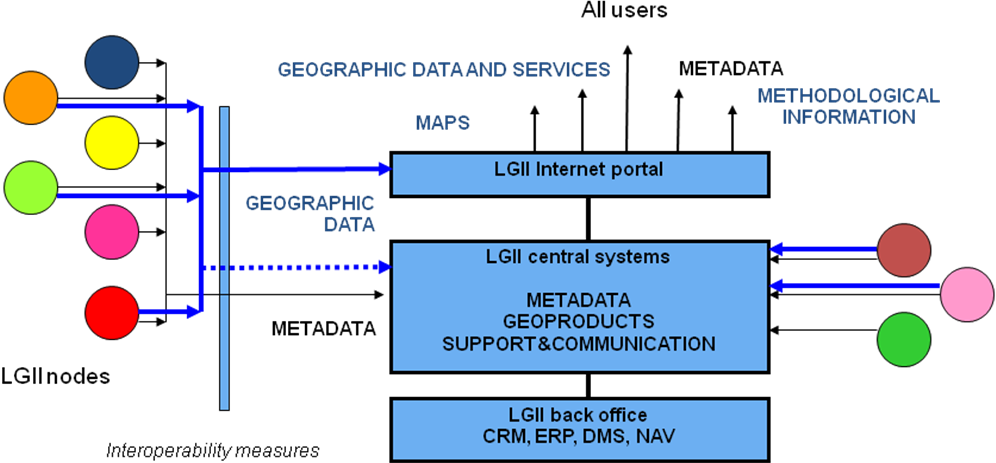 All users
GEOGRAPHIC DATA AND SERVICES
METADATA
METHODOLOGICAL
INFORMATION
MAPS
LGII Internet portal
GEOGRAPHIC
DATA
LGII central systems
METADATA
GEOPRODUCTS
SUPPORT&COMMUNICATION
METADATA
LGII nodes
LGII back office
CRM, ERP, DMS, NAV
Interoperability measures